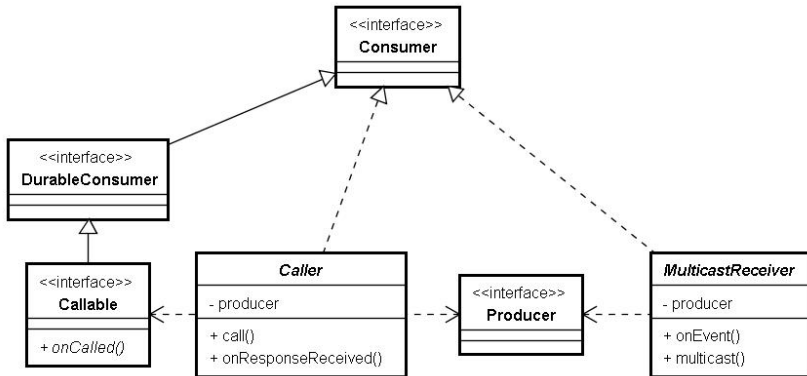 <<interface>>
Consumer
<<interface>>
DurableConsumer
<<interface>>
Callable
+ onCalled()
Caller
- producer
+ call()
+ onResponseReceived()
<<interface>>
Producer
MulticastReceiver
- producer
+ onEvent()
+ multicast()